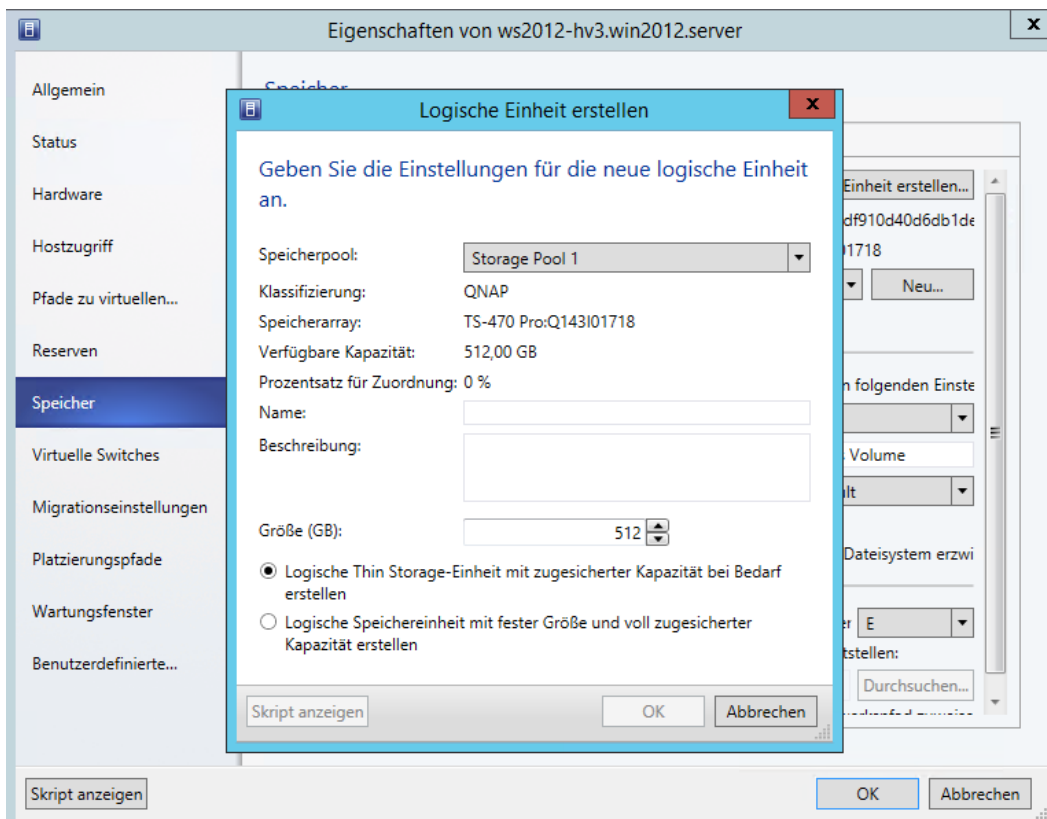 Eigenschaften von ws2012-hv3.win2012.server
x
Allgemein
Status
Hardware
Hostzugriff
Pfade zu virtuellen...
Reserven
Speicher
Virtuelle Switches
Migrationseinstellungen
Platzierungspfade
Wartungsfenster
Benutzerdefinierte...
Speicher
Logische Einheit erstellen
x
Geben Sie die Einstellungen für die neue logische Einheit
an.
Speicherpool: Storage Pool 1
Klassifizierung: QNAP
Speicherarray: TS-470 Pro:Q143I01718
Verfügbare Kapazität: 512,00 GB
Prozentsatz für Zuordnung: 0 %
Name:
Beschreibung:
Größe (GB): 512
Logische Thin Storage-Einheit mit zugesicherter Kapazität bei Bedarf
erstellen
Logische Speichereinheit mit fester Größe und voll zugesicherter
Kapazität erstellen
Skript anzeigen OK Abbrechen
Einheit erstellen...
df910d40d6db1de
01718
Neu...
n folgenden Einste
Volume
ult
Dateisystem erzwi
er E
tstellen:
Durchsuchen...
Skript anzeigen OK Abbrechen